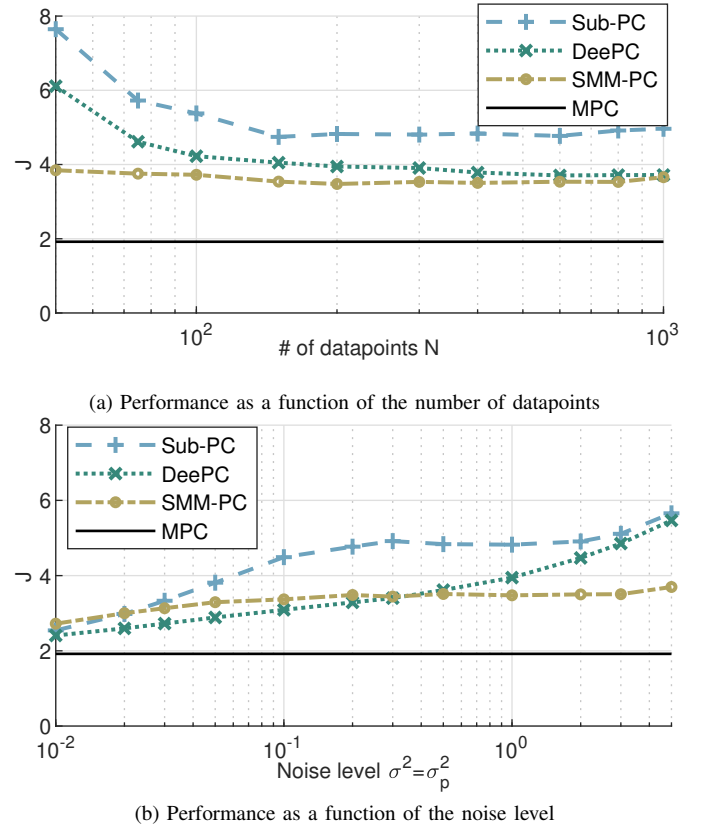 8
6
4
2
0
J
Sub-PC
DeePC
SMM-PC
MPC
10^2
10^3
# of datapoints N
(a) Performance as a function of the number of datapoints
8
6
4
2
0
J
Sub-PC
DeePC
SMM-PC
MPC
10^-2
10^-1
10^0
Noise level σ^2=σ_p^2
(b) Performance as a function of the noise level